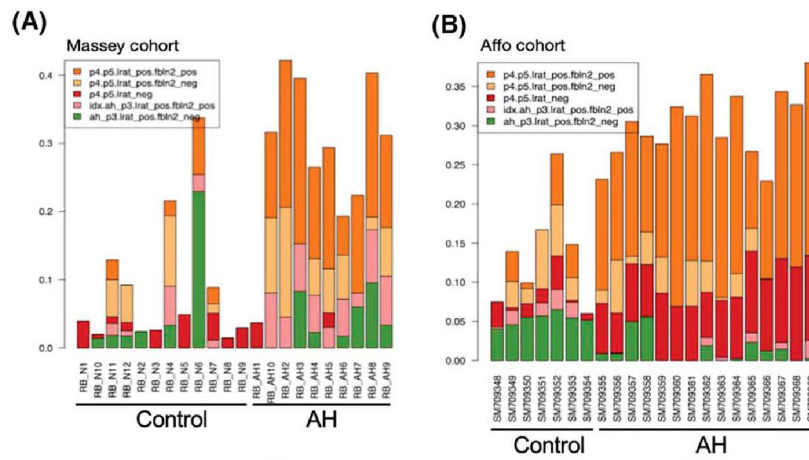 (A)
Massey cohort
p4.p5.lrat_pos.fbln2_pos
p4.p5.lrat_pos.fbln2_neg
p4.p5.lrat_neg
idx.ah_p3.lrat_pos.fbln2_pos
ah_p3.lrat_pos.fbln2_neg
0.4
0.3
0.2
0.1
0.0
RB_N1
RB_N10
RB_N11
RB_N12
RB_N2
RB_N3
RB_N4
RB_N5
RB_N6
RB_N7
RB_N8
RB_N9
RB_AH1
RB_AH10
RB_AH2
RB_AH3
RB_AH4
RB_AH5
RB_AH6
RB_AH7
RB_AH8
RB_AH9
Control
AH
(B)
Affo cohort
p4.p5.lrat_pos.fbln2_pos
p4.p5.lrat_pos.fbln2_neg
p4.p5.lrat_neg
idx.ah_p3.lrat_pos.fbln2_pos
ah_p3.lrat_pos.fbln2_neg
0.35
0.30
0.25
0.20
0.15
0.10
0.05
0.00
SM709348
SM709349
SM709350
SM709351
SM709352
SM709353
SM709354
SM709355
SM709356
SM709357
SM709358
SM709359
SM709360
SM709361
SM709362
SM709363
SM709364
SM709365
SM709366
SM709367
SM709368
Control
AH